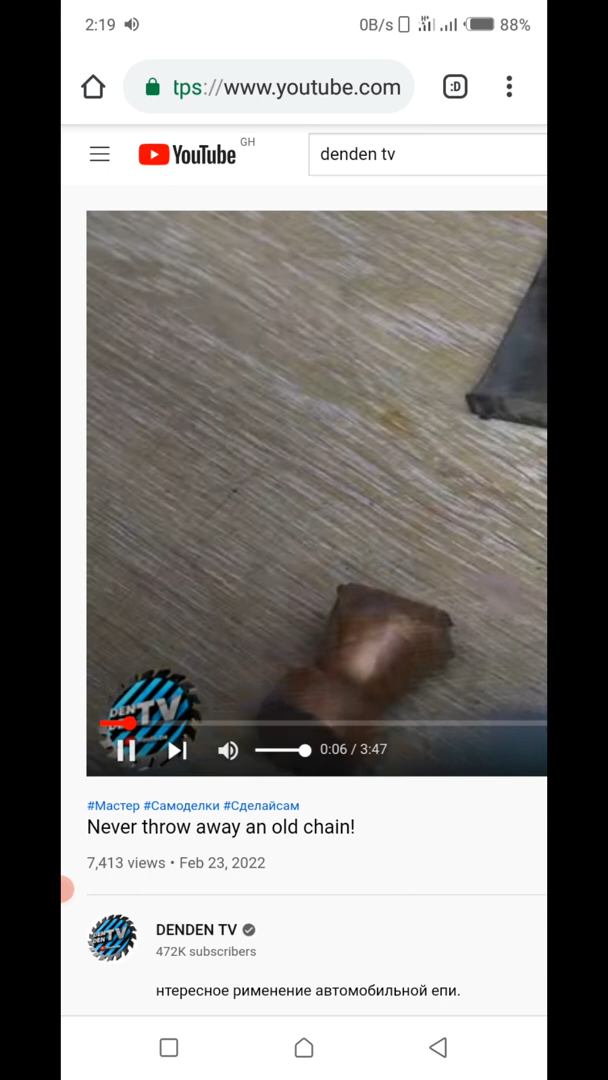 2:19
0B/s
88%
tps://www.youtube.com
:D
YouTube
GH
denden tv
DEN TV
0:06 / 3:47
#Мастер #Самоделки #Сделайсам
Never throw away an old chain!
7,413 views • Feb 23, 2022
DENDEN TV
472K subscribers
нтересное рименение автомобильной епи.